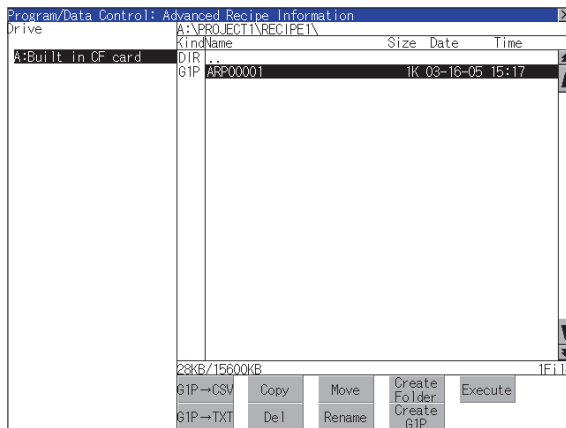 Program/Data Control: Advanced Recipe Information
Drive A:\PROJECT1\RECIPE1\
Kind Name Size Date Time
A:Built in CF card DIR ..
G1P ARP00001 1K 03-16-05 15:17
28KB/15600KB 1Fil
G1P→CSV Copy Move Create Folder Execute
G1P→TXT Del Rename Create G1P